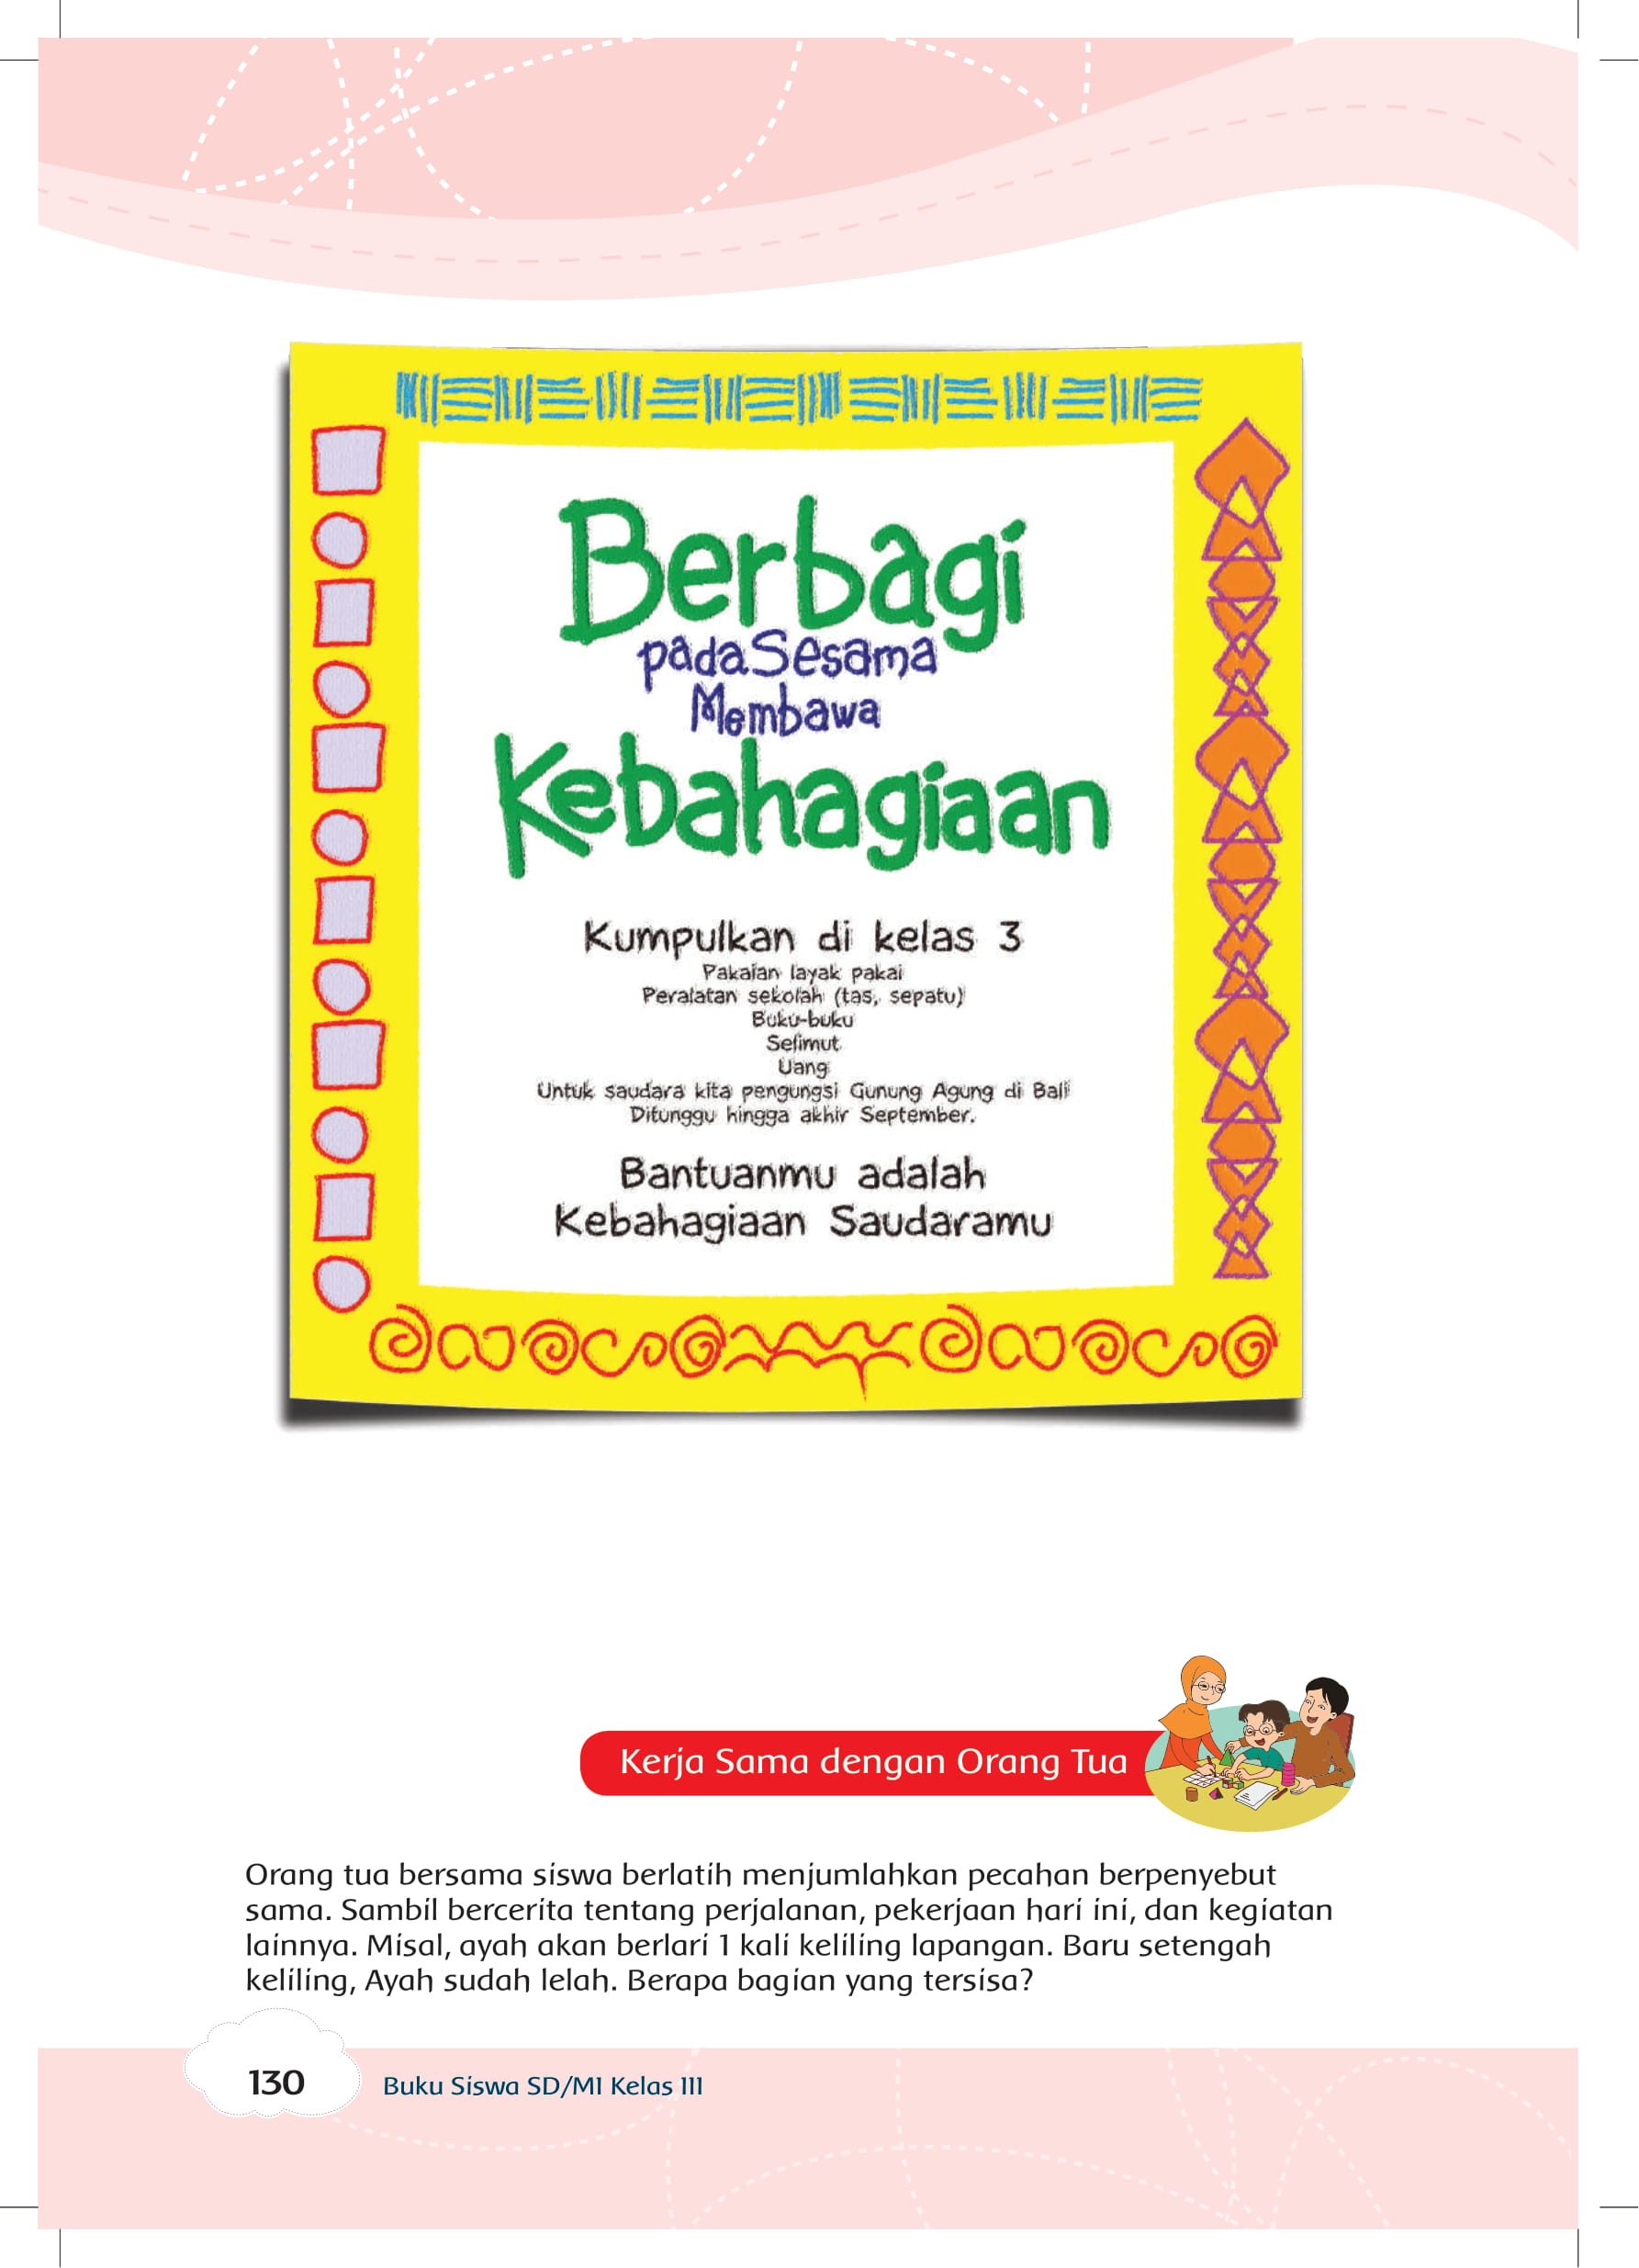 Berbagi
pada Sesama
Membawa
Kebahagiaan
Kumpulkan di kelas 3
Pakaian layak pakai
Peralatan sekolah (tas, sepatu)
Buku-buku
Selimut
Uang
Untuk saudara kita pengungsi Gunung Agung di Bali
Ditunggu hingga akhir September.
Bantuanmu adalah
Kebahagiaan Saudaramu
Kerja Sama dengan Orang Tua
Orang tua bersama siswa berlatih menjumlahkan pecahan berpenyebut
sama. Sambil bercerita tentang perjalanan, pekerjaan hari ini, dan kegiatan
lainnya. Misal, ayah akan berlari 1 kali keliling lapangan. Baru setengah
keliling, Ayah sudah lelah. Berapa bagian yang tersisa?
130
Buku Siswa SD/MI Kelas III